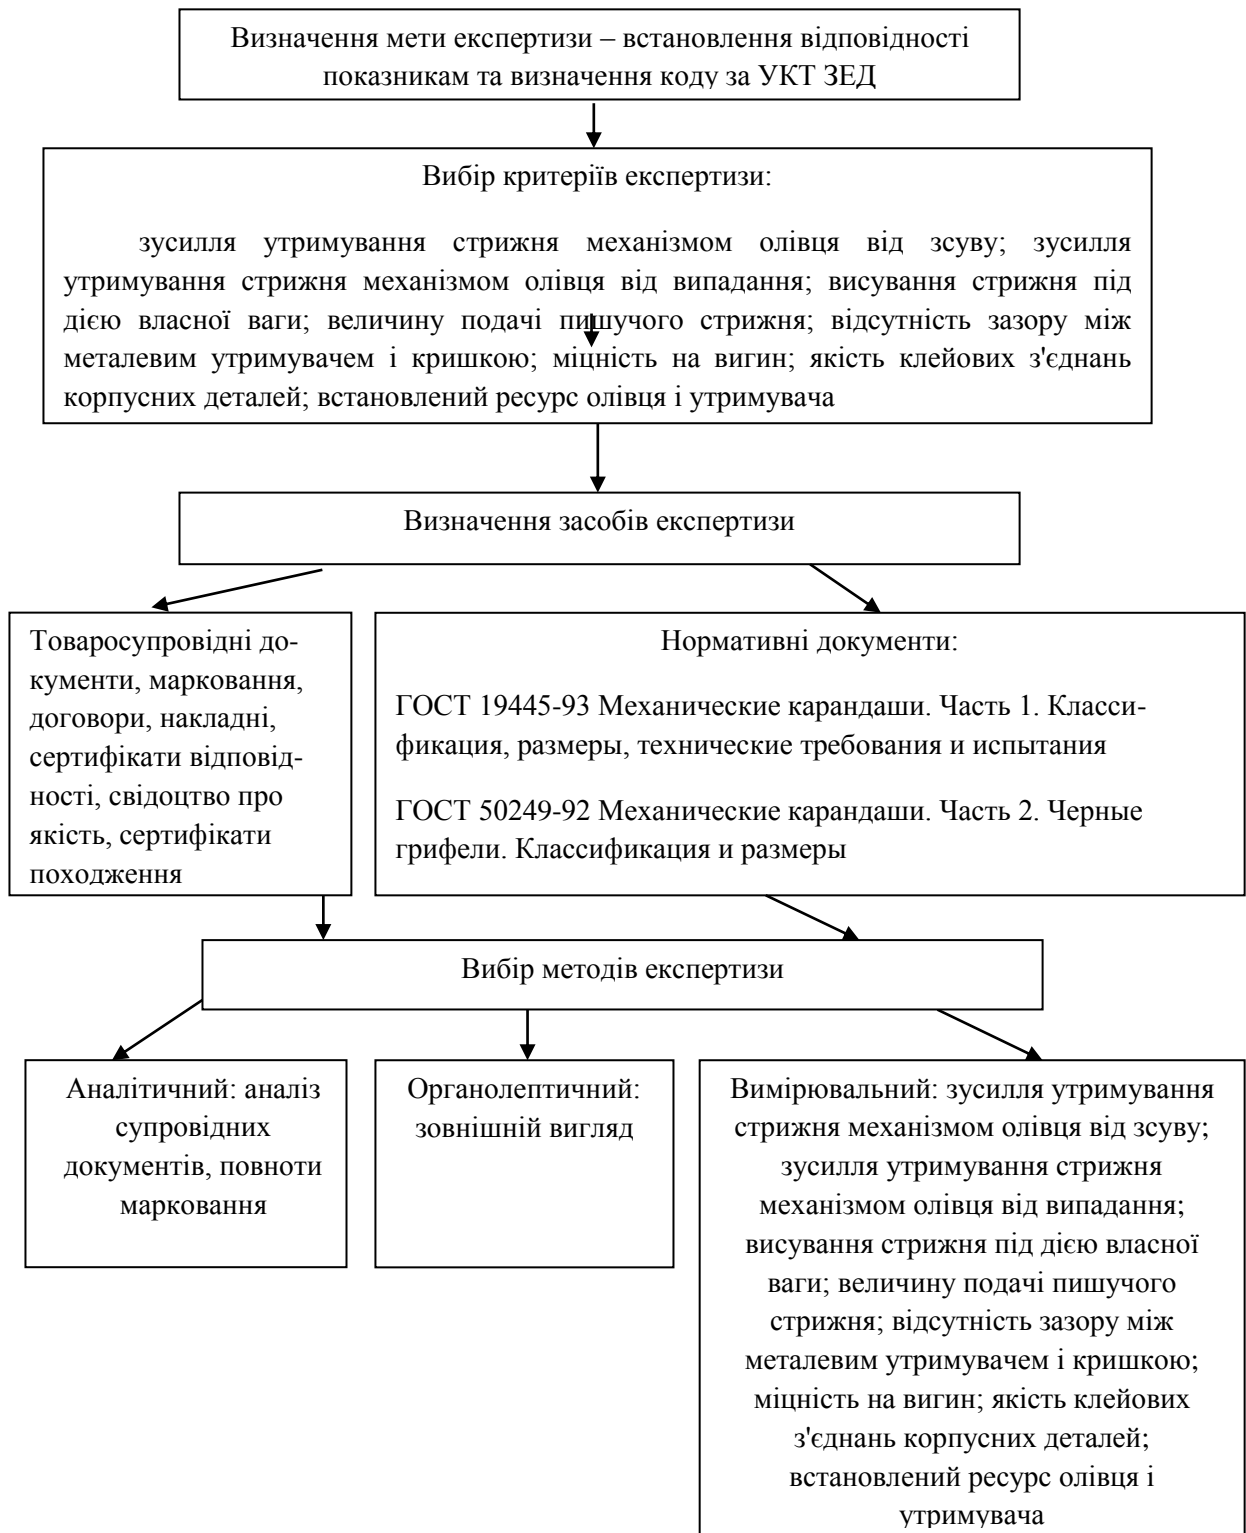 Визначення мети експертизи – встановлення відповідності
показникам та визначення коду за УКТ ЗЕД
Вибір критеріїв експертизи:
зусилля утримування стрижня механізмом олівця від зсуву; зусилля
утримування стрижня механізмом олівця від випадання; висування стрижня під
дією власної ваги; величину подачі пишучого стрижня; відсутність зазору між
металевим утримувачем і кришкою; міцність на вигин; якість клейових з'єднань
корпусних деталей; встановлений ресурс олівця і утримувача
Визначення засобів експертизи
Товаросупровідні до-
кументи, марковання,
договори, накладні,
сертифікати відповід-
ності, свідоцтво про
якість, сертифікати
походження
Нормативні документи:
ГОСТ 19445-93 Механические карандаши. Часть 1. Класси-
фикация, размеры, технические требования и испытания
ГОСТ 50249-92 Механические карандаши. Часть 2. Черные
грифели. Классификация и размеры
Вибір методів експертизи
Аналітичний: аналіз
супровідних
документів, повноти
марковання
Органолептичний:
зовнішній вигляд
Вимірювальний: зусилля утримування
стрижня механізмом олівця від зсуву;
зусилля утримування стрижня
механізмом олівця від випадання;
висування стрижня під дією власної
ваги; величину подачі пишучого
стрижня; відсутність зазору між
металевим утримувачем і кришкою;
міцність на вигин; якість клейових
з'єднань корпусних деталей;
встановлений ресурс олівця і
утримувача